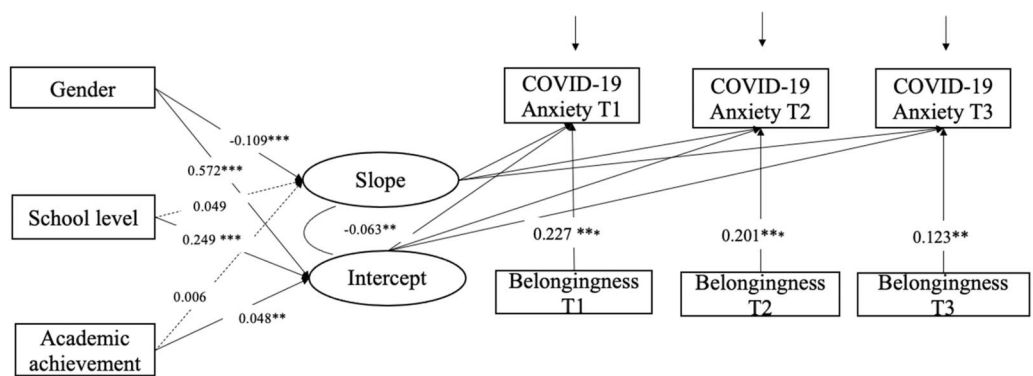 COVID-19
Anxiety T1
COVID-19
Anxiety T2
COVID-19
Anxiety T3
Gender
-0.109***
0.572***
Slope
School level
0.049
-0.063**
0.249 ***
0.227 ***
0.201***
0.123**
Intercept
Belongingness
T1
Belongingness
T2
Belongingness
T3
0.006
0.048**
Academic
achievement